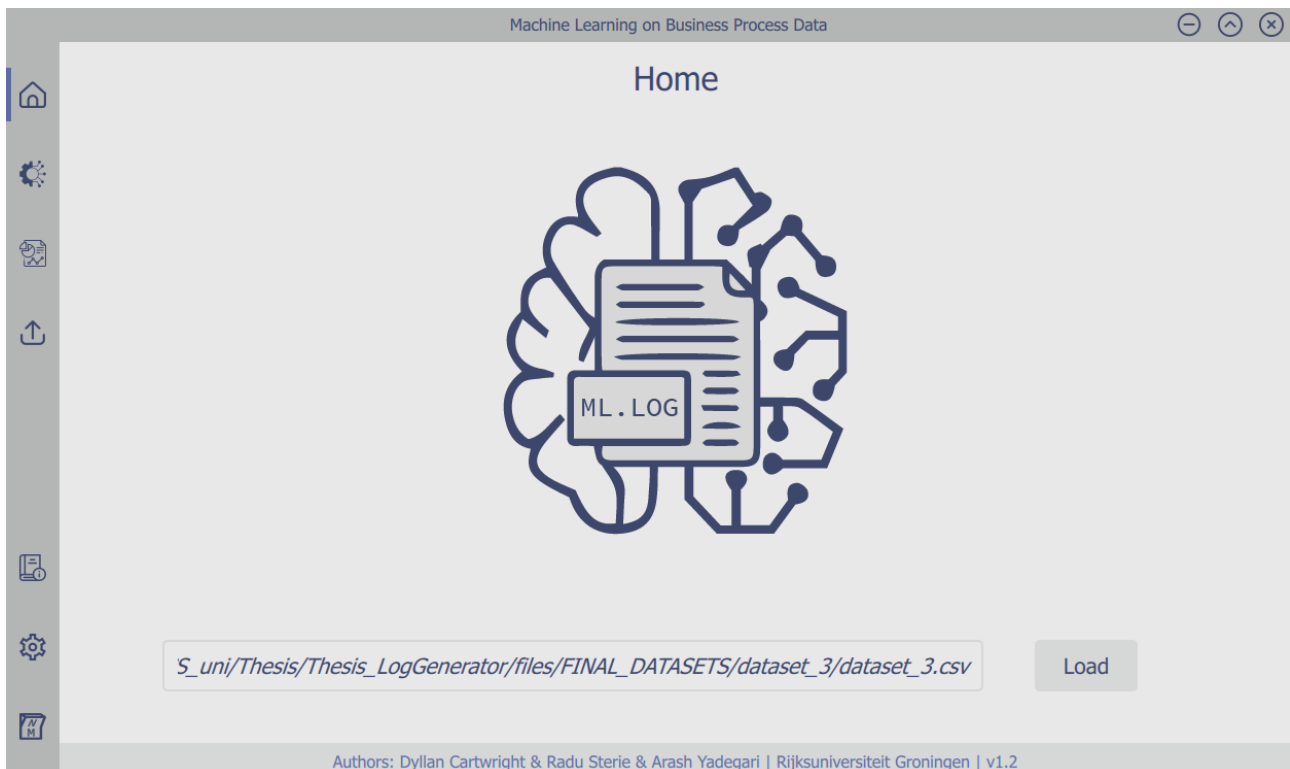 Machine Learning on Business Process Data
Home
ML.LOG
S_uni/Thesis/Thesis_LogGenerator/files/FINAL_DATASETS/dataset_3/dataset_3.csv
Load
N
M
Authors: Dyllan Cartwright & Radu Sterie & Arash Yadegari | Rijksuniversiteit Groningen | v1.2